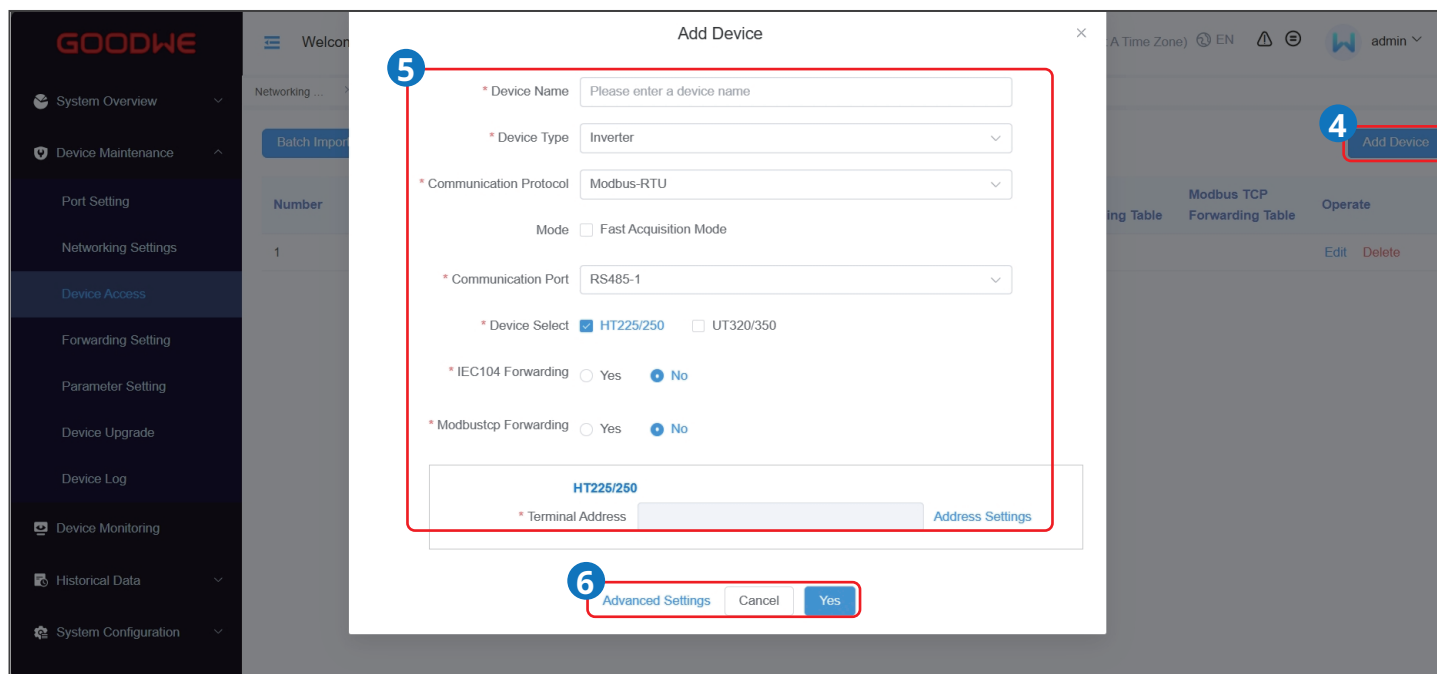 GOODWE
Welcon
Add Device
A Time Zone)
EN
admin
System Overview
Device Maintenance
Port Setting
Networking Settings
Device Access
Forwarding Setting
Parameter Setting
Device Upgrade
Device Log
Device Monitoring
Historical Data
System Configuration
Networking ...
Batch Import
Number
1
5
* Device Name Please enter a device name
* Device Type Inverter
* Communication Protocol Modbus-RTU
Mode Fast Acquisition Mode
* Communication Port RS485-1
* Device Select HT225/250 UT320/350
* IEC104 Forwarding Yes No
* Modbustcp Forwarding Yes No
HT225/250
* Terminal Address Address Settings
6
Advanced Settings Cancel Yes
4
Add Device
ing Table
Modbus TCP
Forwarding Table
Operate
Edit Delete